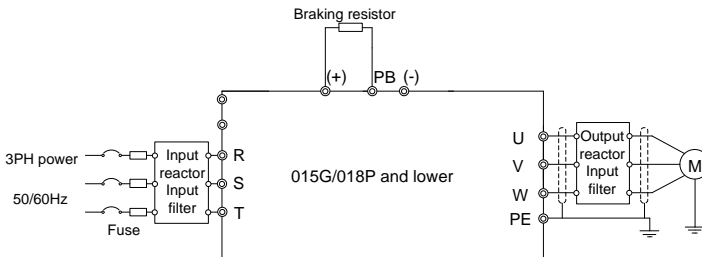 Braking resistor
(+) PB (-)
3PH power
50/60Hz
Fuse
Input
reactor
Input
filter
R
S
T
015G/018P and lower
U
V
W
PE
Output
reactor
Input
filter
M